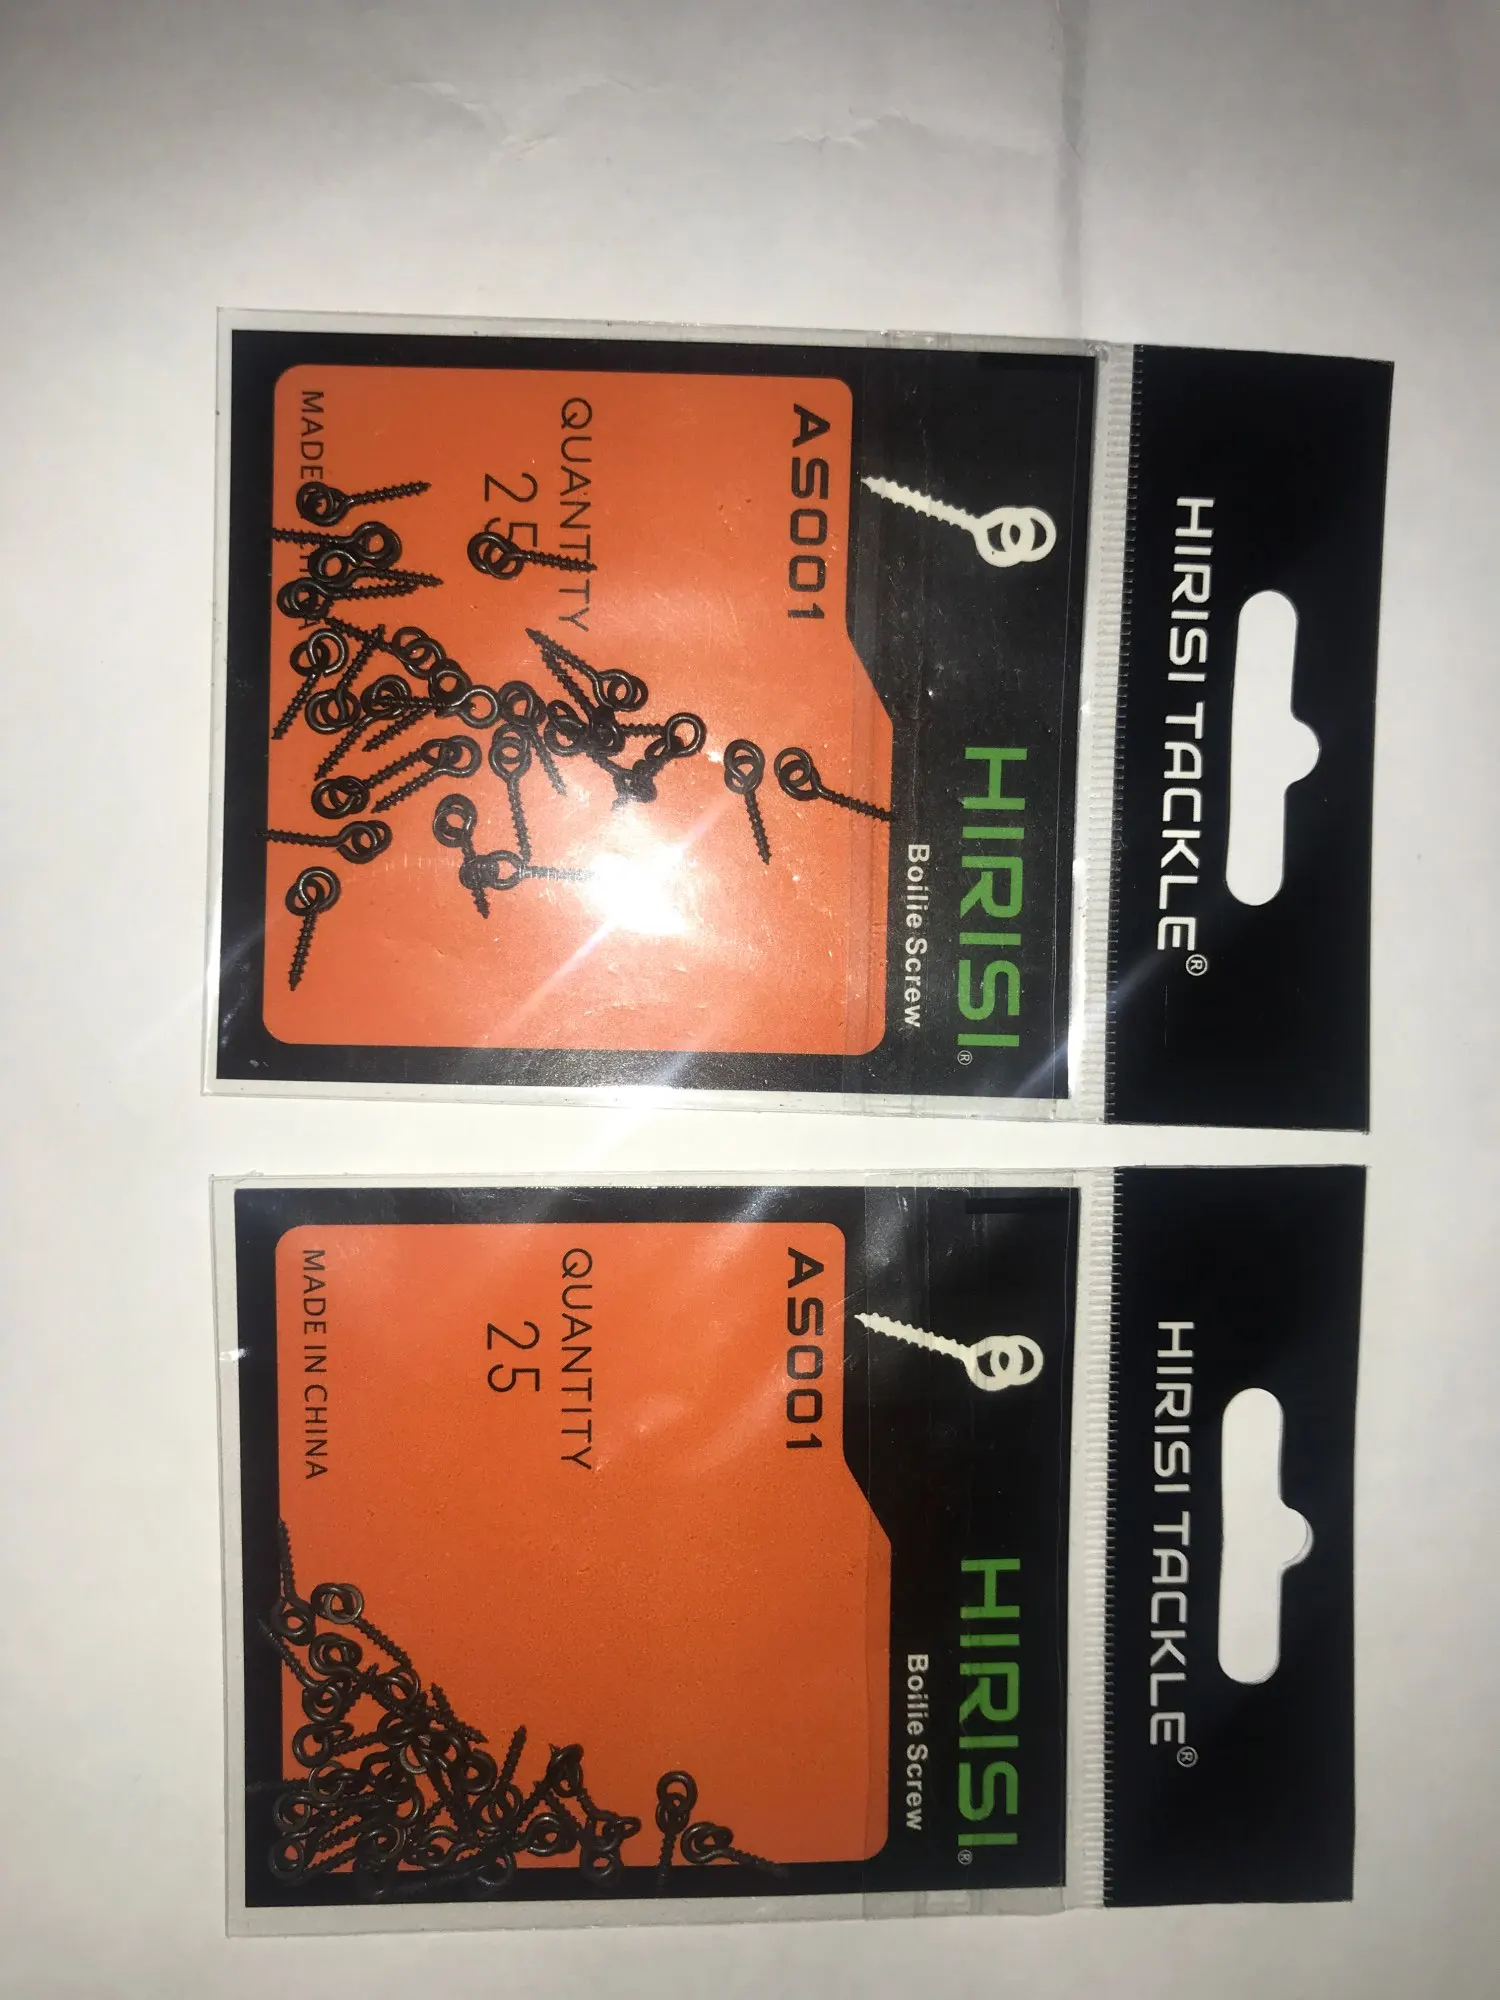 HIRISI TACKLE®
HIRISI®
Boilie Screw
AS001
QUANTITY
25
MADE
HIRISI TACKLE®
HIRISI®
Boilie Screw
AS001
QUANTITY
25
MADE IN CHINA